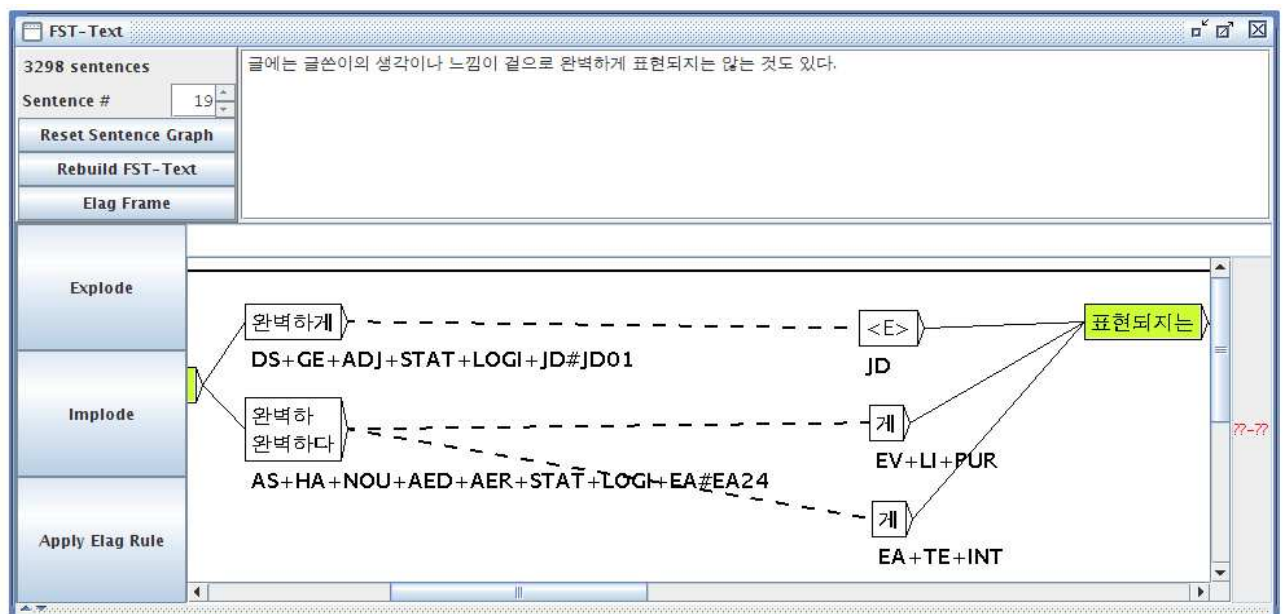 FST-Text
3298 sentences
글에는 글쓴이의 생각이나 느낌이 겉으로 완벽하게 표현되지는 않는 것도 있다.
Sentence # 19
Reset Sentence Graph
Rebuild FST-Text
Elag Frame
Explode
Implode
Apply Elag Rule
완벽하게
DS+GE+ADJ+STAT+LOGI+JD#JD01
<E>
JD
표현되지는
완벽하
완벽하다
AS+HA+NOU+AED+AER+STAT+LOGI+EA#EA24
게
EV+LI+PUR
게
EA+TE+INT
??-??